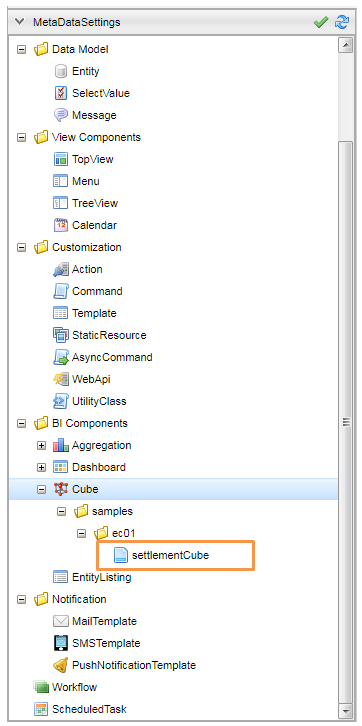 MetaDataSettings
Data Model
Entity
SelectValue
Message
View Components
TopView
Menu
TreeView
Calendar
Customization
Action
Command
Template
StaticResource
AsyncCommand
WebApi
UtilityClass
BI Components
Aggregation
Dashboard
Cube
samples
ec01
settlementCube
EntityListing
Notification
MailTemplate
SMSTemplate
PushNotificationTemplate
Workflow
ScheduledTask